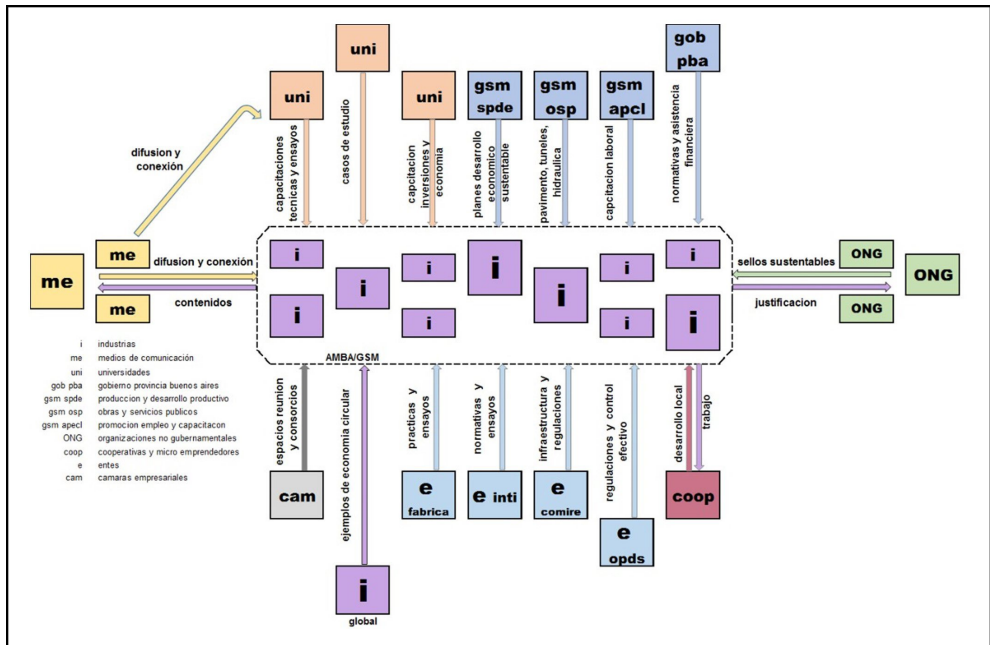 uni
gob
pba
uni
uni
gsm
spde
gsm
osp
gsm
apcl
difusion y
conexión
capacitaciones
tecnicas y ensayos
casos de estudio
capcitacion
inversiones y
economia
planes desarrollo
economico
sustentable
pavimento, tuneles,
hidraulica
capcitacion laboral
normativas y asistencia
financiera
me
me
difusion y conexión
contenidos
me
i
i
i
i
i
i
i
i
i
i
i
sellos sustentables
justificacion
ONG
ONG
ONG
AMBA/GSM
i industrias
me medios de comunicación
uni universidades
gob pba gobierno provincia buenos aires
gsm spde produccion y desarrollo productivo
gsm osp obras y servicios publicos
gsm apecl promocion empleo y capacitacon
ONG organizaciones no gubernamentales
coop cooperativas y micro emprendedores
e entes
cam camaras empresariales
espacios reunion
y consorcios
ejemplos de economia circular
practicas y
ensayos
normativas y
ensayos
infraestructura y
regulaciones
regulaciones y control
efectivo
desarrollo local
trabajo
cam
e
fabrica
e inti
e
comire
e
opds
coop
i
global